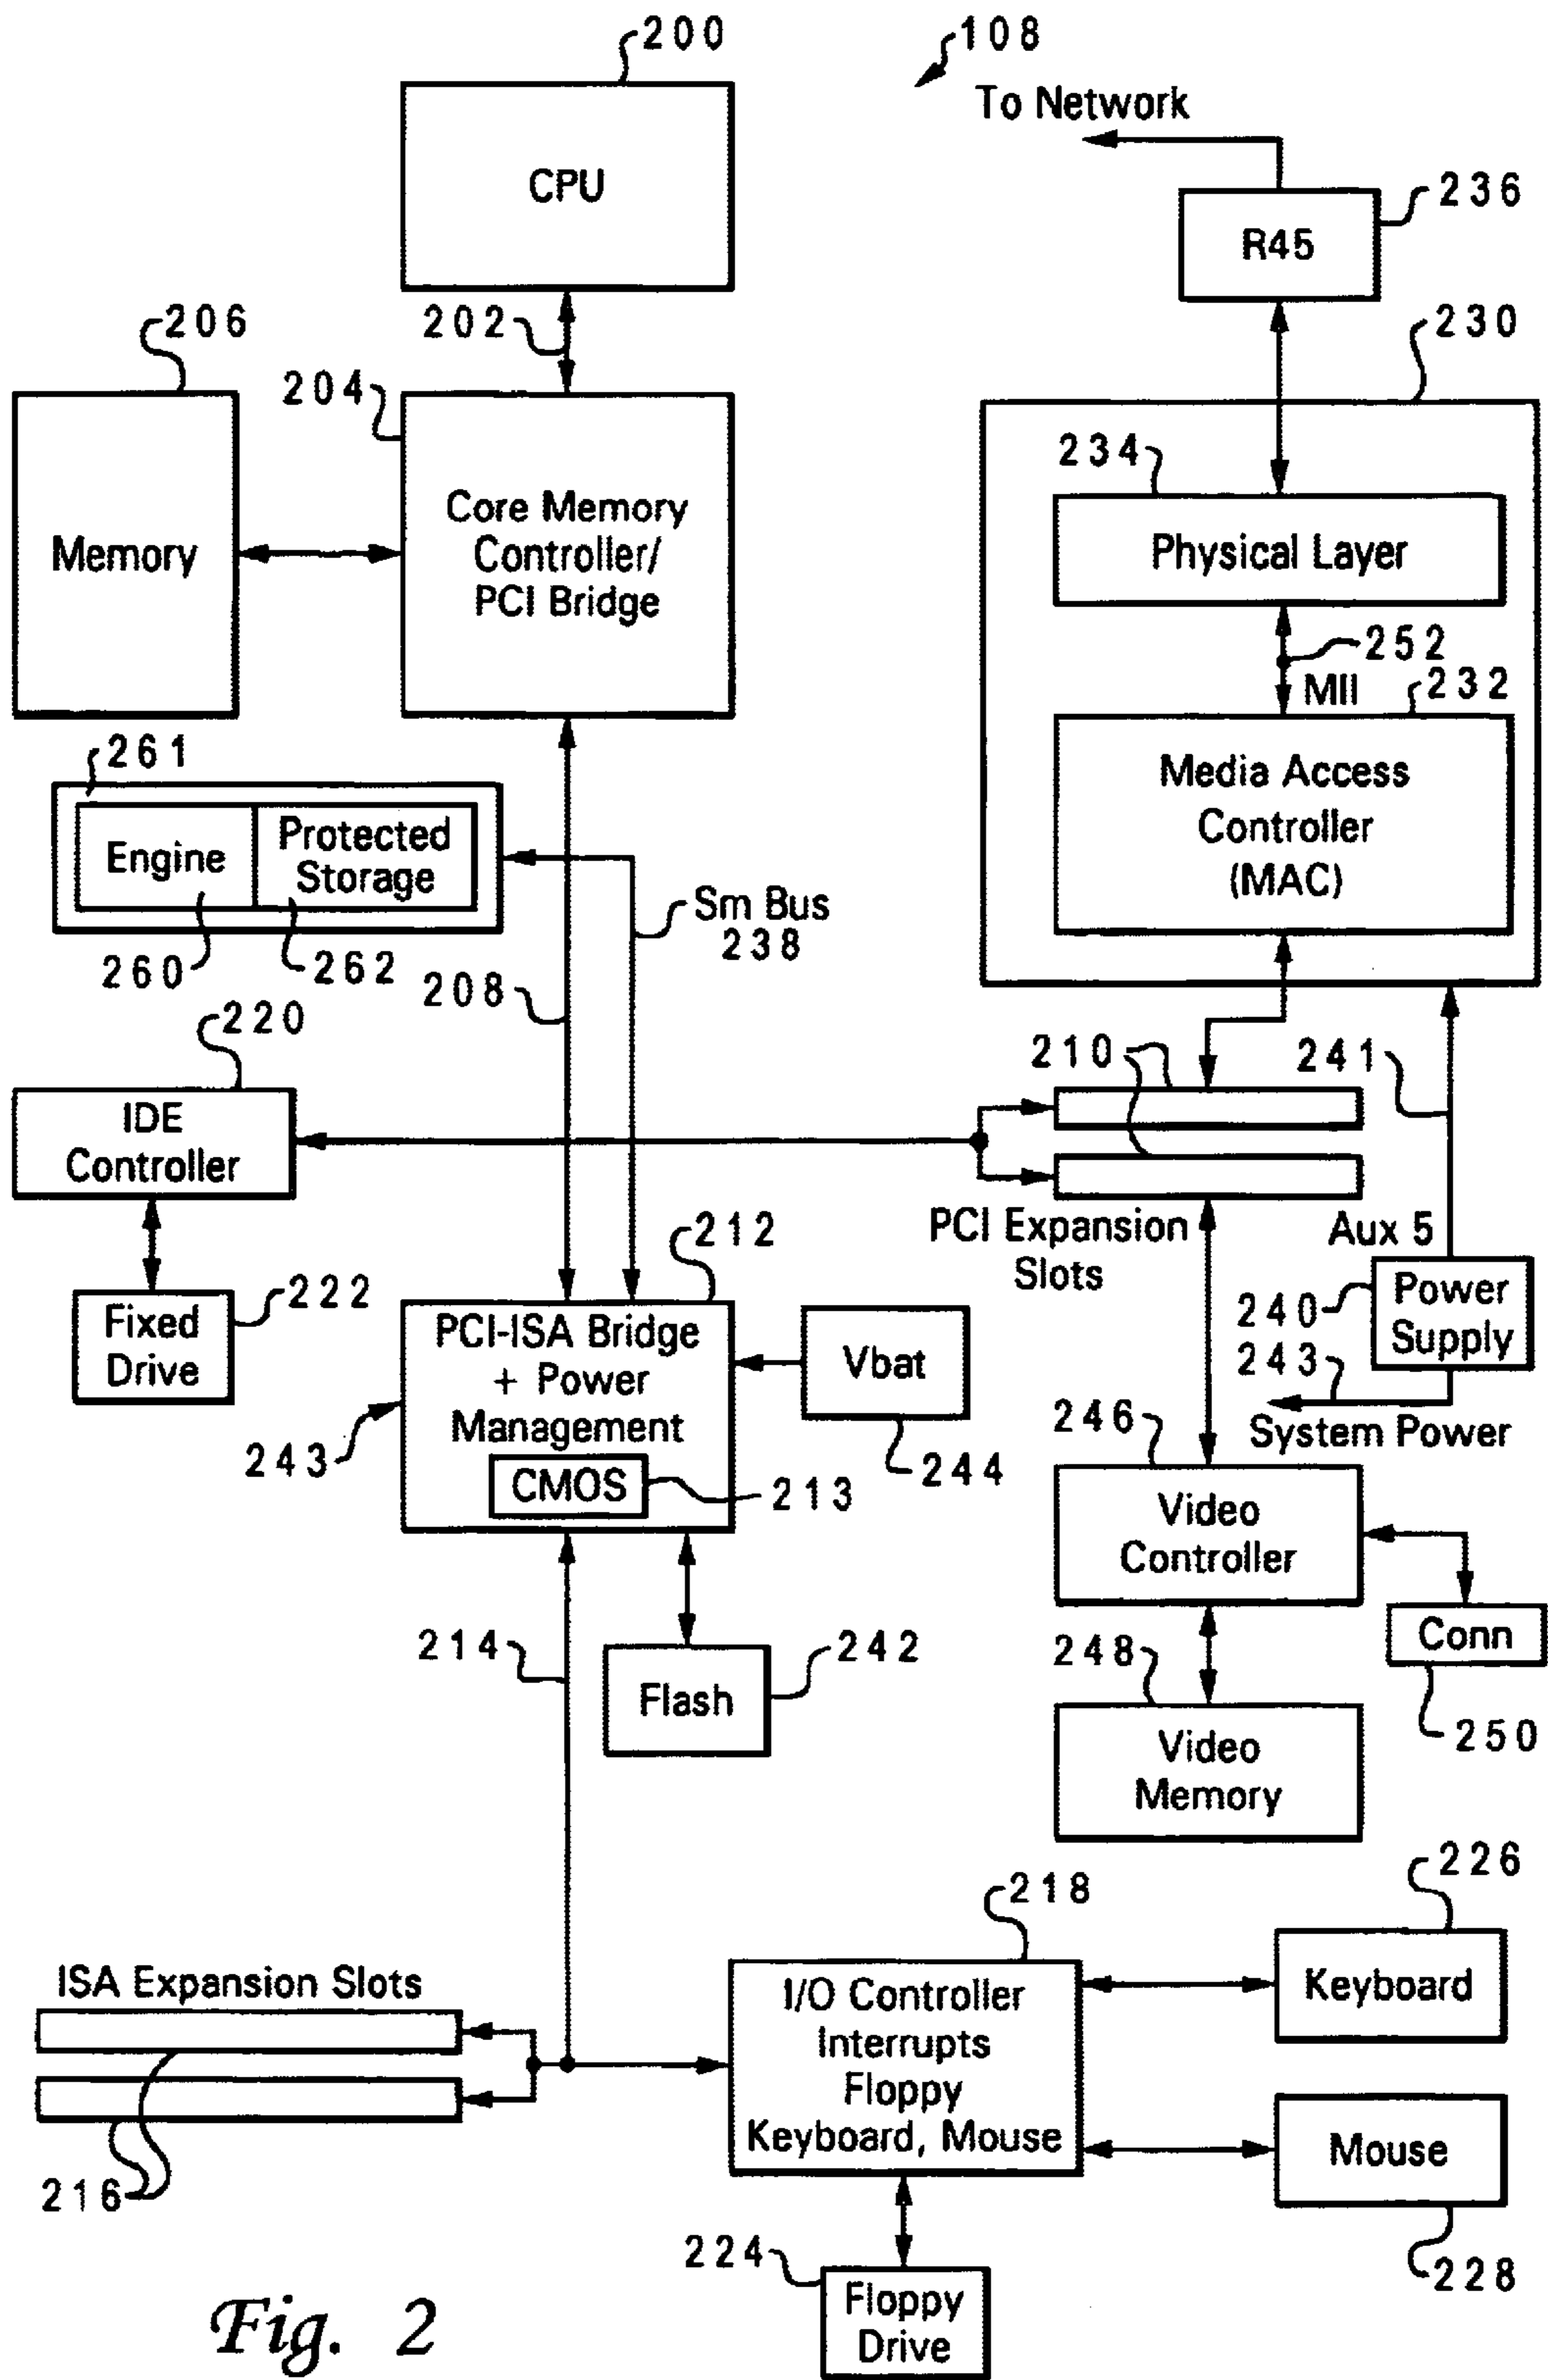 200
108
To Network
CPU
236
R45
202
206
230
204
234
Memory
Core Memory
Controller/
PCI Bridge
Physical Layer
252
MII
232
261
Media Access
Controller
(MAC)
Engine
Protected
Storage
Sm Bus
238
260
262
208
220
210
241
IDE
Controller
PCI Expansion
Slots
Aux 5
212
222
Fixed
Drive
240
Power
Supply
PCI-ISA Bridge
+ Power
Management
Vbat
243
System Power
243
246
244
CMOS
213
Video
Controller
214
242
Conn
Flash
248
250
Video
Memory
226
218
ISA Expansion Slots
I/O Controller
Interrupts
Floppy
Keyboard, Mouse
Keyboard
Mouse
216
224
228
Floppy
Drive
Fig. 2